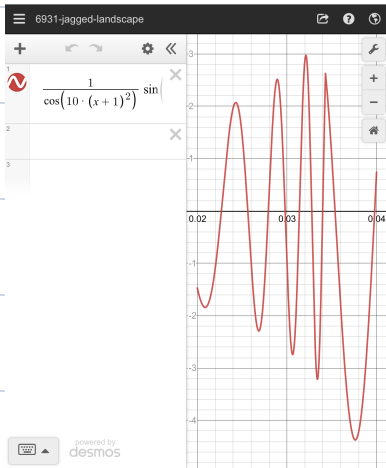 6931-jagged-landscape
1
1
cos(10 · (x + 1)²) sin(
2
3
powered by
desmos
3
2
1
0.02 0.03 0.04
-1
-2
-3
-4